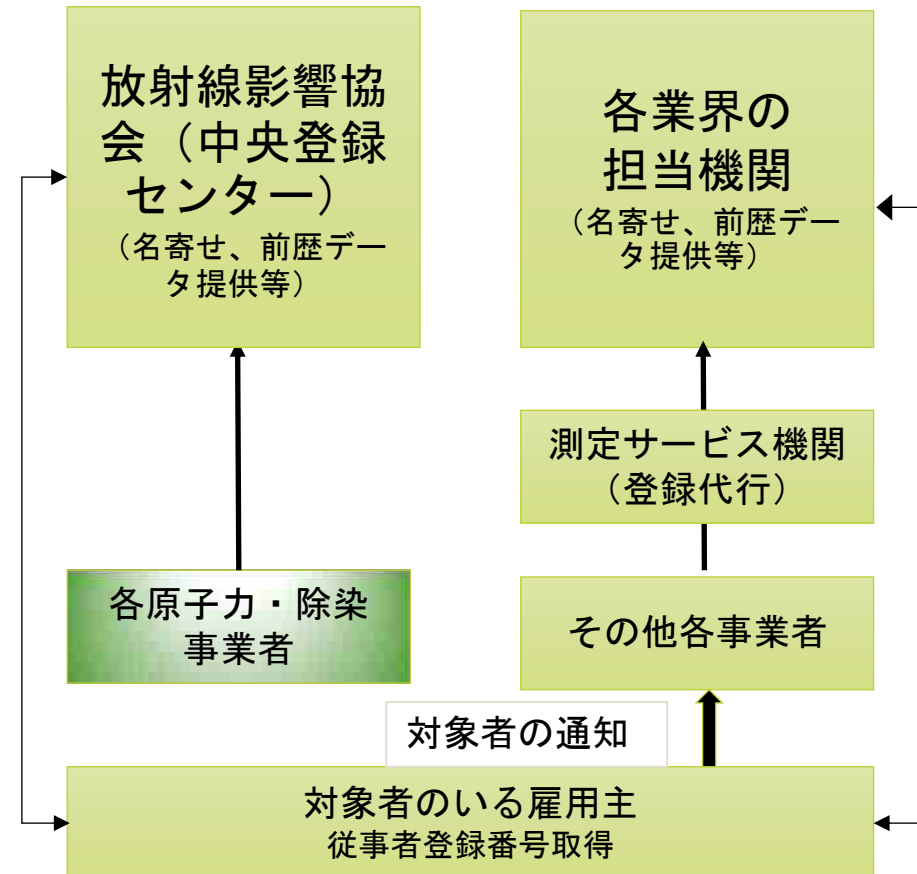 放射線影響協
会（中央登録
センター）
（名寄せ、前歴デー
タ提供等）
各業界の
担当機関
（名寄せ、前歴デー
タ提供等）
測定サービス機関
（登録代行）
各原子力・除染
事業者
その他各事業者
対象者の通知
対象者のいる雇用主
従事者登録番号取得